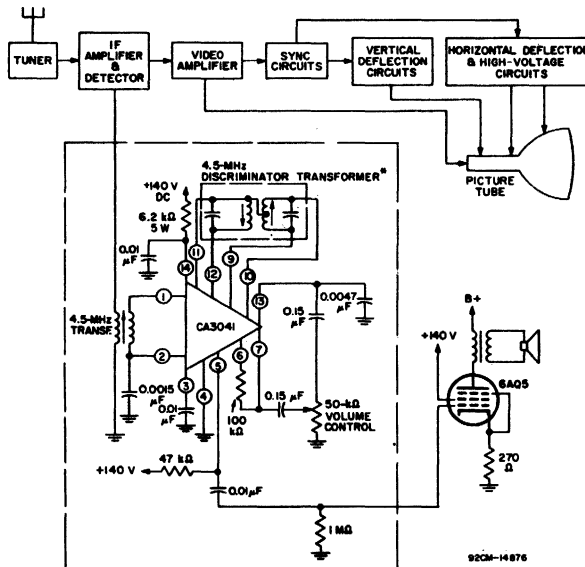 TUNER
IF
AMPLIFIER
&
DETECTOR
VIDEO
AMPLIFIER
SYNC
CIRCUITS
VERTICAL
DEFLECTION
CIRCUITS
HORIZONTAL DEFLECTION
& HIGH-VOLTAGE
CIRCUITS
PICTURE
TUBE
4.5-MHz
DISCRIMINATOR TRANSFORMER*
+140 V
DC
6.2 kΩ
5 W
0.01
μF
14
11
12
9
10
13
0.15
μF
0.0047
μF
4.5-MHz
TRANSF.
1
2
CA3041
3
4
5
6
7
0.0015
μF
0.01
μF
100
kΩ
0.15 μF
50-kΩ
VOLUME
CONTROL
+140 V
47 kΩ
0.01μF
1 MΩ
+140 V
B+
6AQ5
270
Ω
92CM-14876